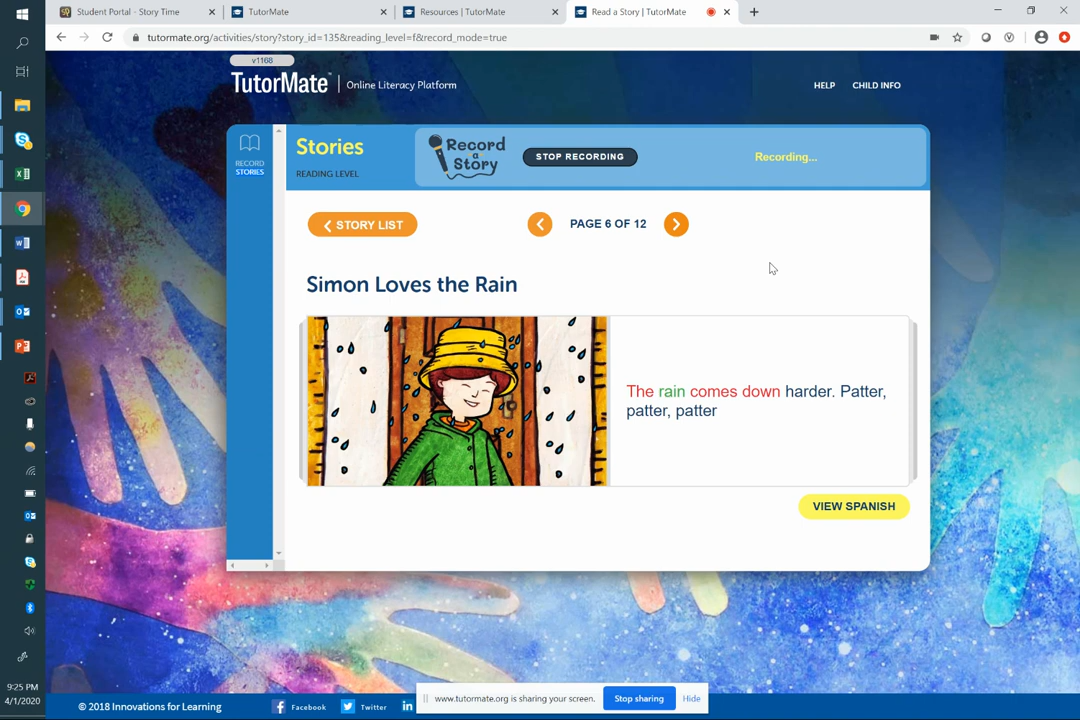 Student Portal - Story Time
TutorMate
Resources | TutorMate
Read a Story | TutorMate
tutormate.org/activities/story?story_id=135&reading_level=f&record_mode=true
v1168
TutorMate
Online Literacy Platform
HELP
CHILD INFO
RECORD
STORIES
Stories
READING LEVEL
Record
a
Story
STOP RECORDING
Recording...
STORY LIST
PAGE 6 OF 12
Simon Loves the Rain
The rain comes down harder. Patter,
patter, patter
VIEW SPANISH
9:25 PM
4/1/2020
© 2018 Innovations for Learning
Facebook
Twitter
in
www.tutormate.org is sharing your screen.
Stop sharing
Hide